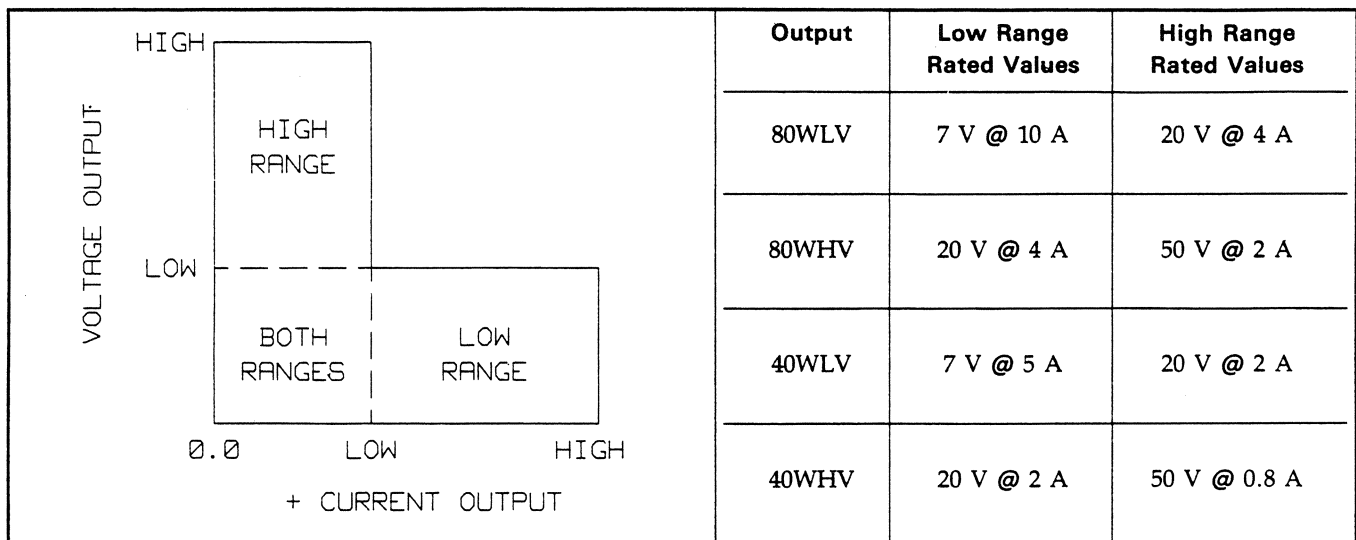 HIGH
VOLTAGE OUTPUT
HIGH
RANGE
LOW
BOTH
RANGES
LOW
RANGE
0.0 LOW HIGH
+ CURRENT OUTPUT
Output Low Range High Range
Rated Values Rated Values
80WLV 7 V @ 10 A 20 V @ 4 A
80WHV 20 V @ 4 A 50 V @ 2 A
40WLV 7 V @ 5 A 20 V @ 2 A
40WHV 20 V @ 2 A 50 V @ 0.8 A